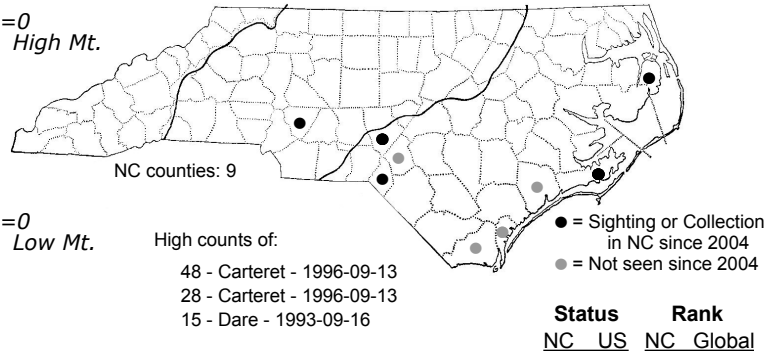 =0
High Mt.
NC counties: 9
=0
Low Mt.
High counts of:
48 - Carteret - 1996-09-13
28 - Carteret - 1996-09-13
15 - Dare - 1993-09-16
= Sighting or Collection
in NC since 2004
= Not seen since 2004
Status Rank
NC US NC Global